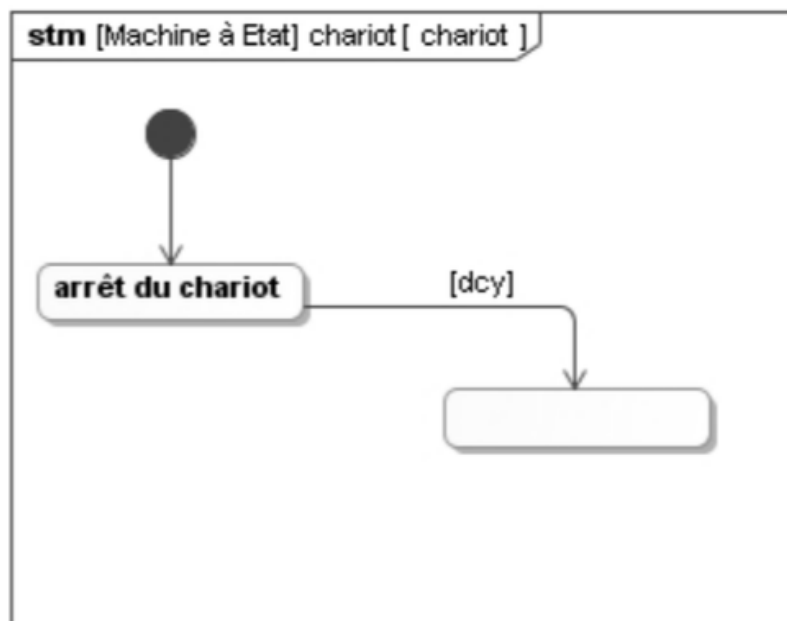 stm [Machine à Etat] chariot [ chariot ]
arrêt du chariot
[dcy]